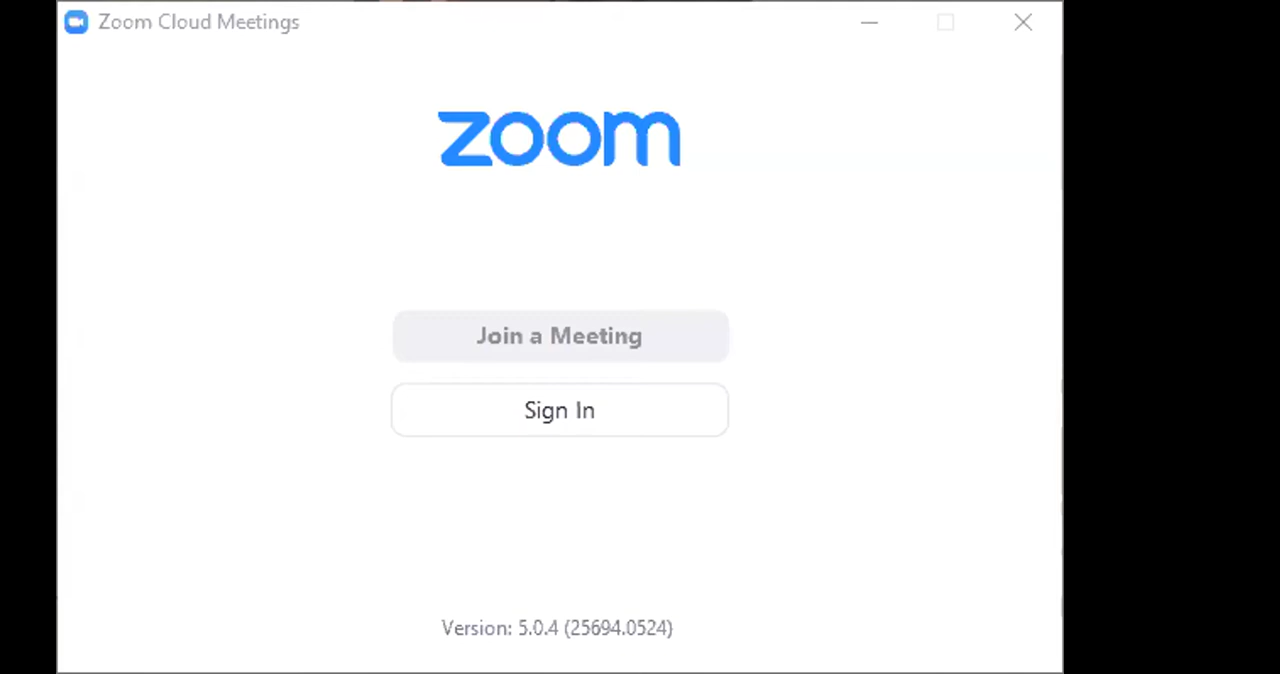 Zoom Cloud Meetings
zoom
Join a Meeting
Sign In
Version: 5.0.4 (25694.0524)